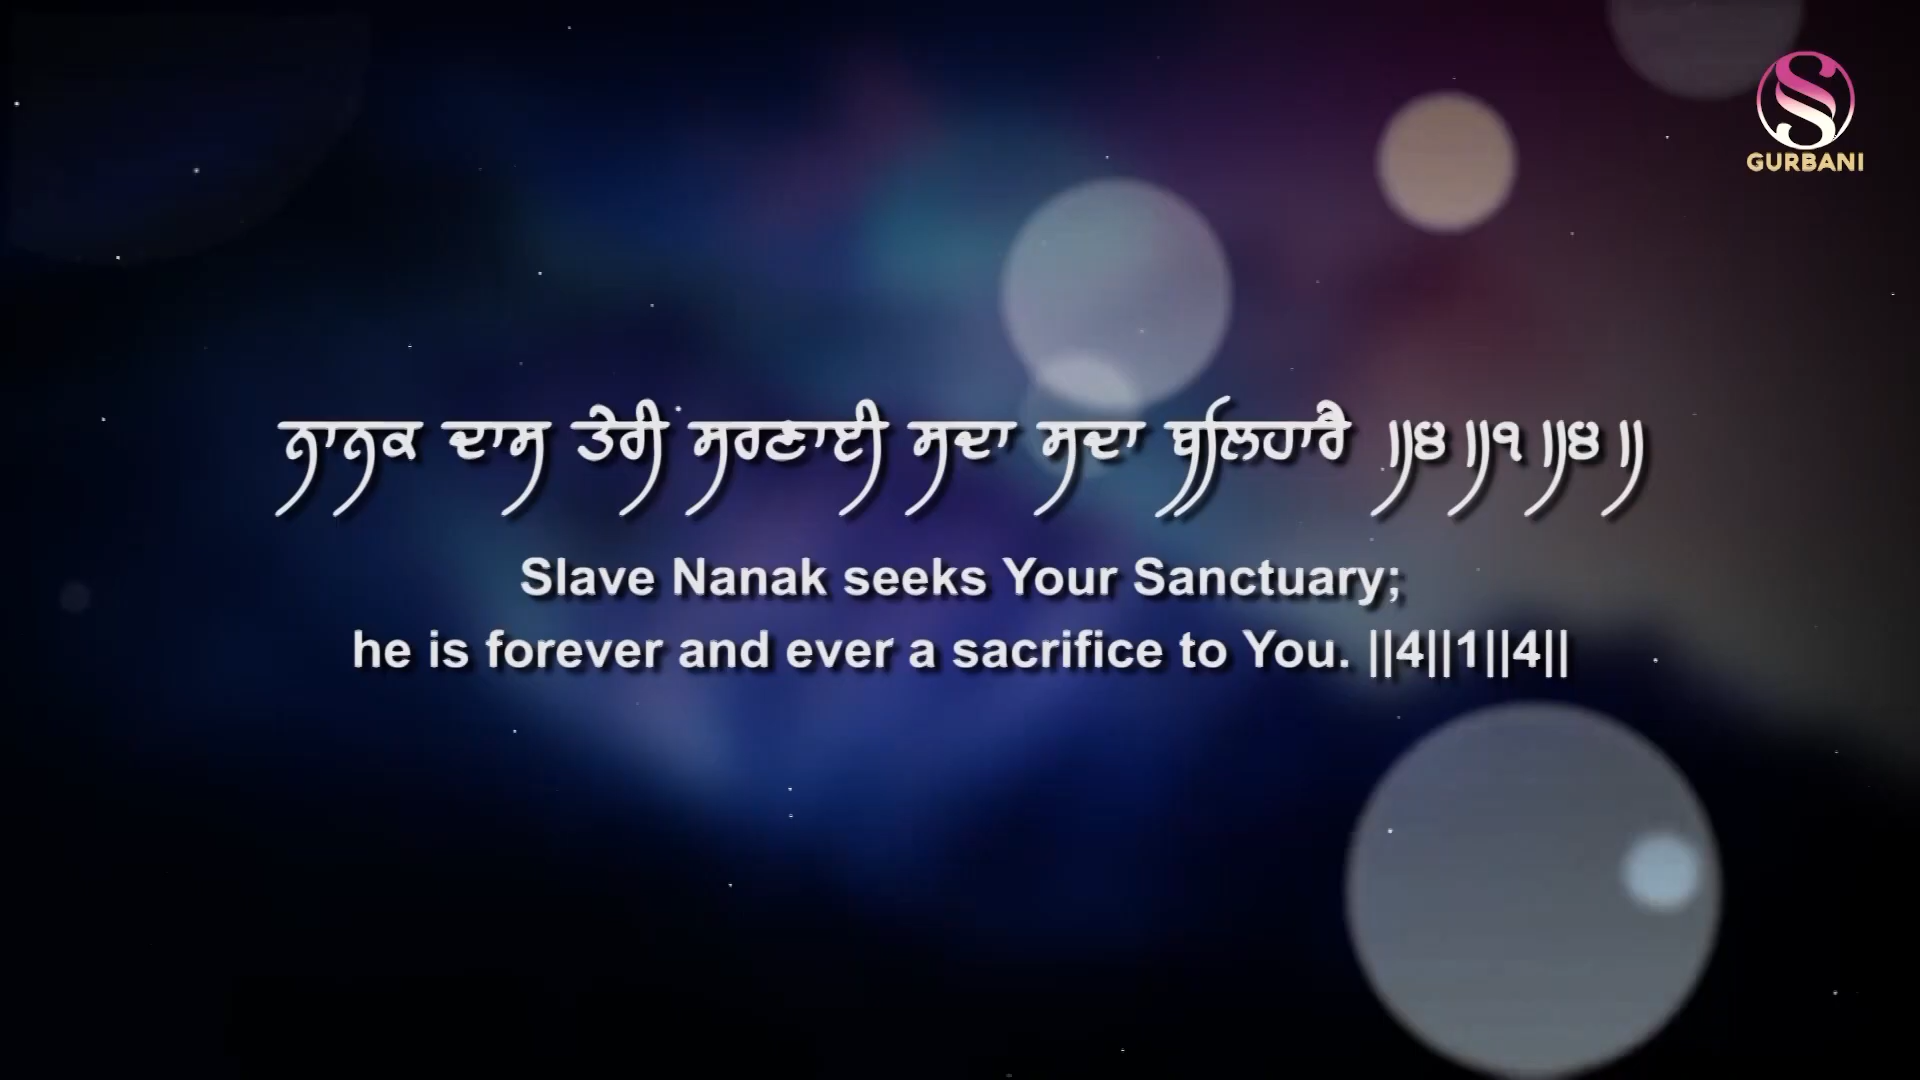 GURBANI
ਨਾਨਕ ਦਾਸ ਤੇਰੀ ਸਰਣਾਈ ਸਦਾ ਸਦਾ ਬਲਿਹਾਰੈ ॥੪॥੧॥੪॥
Slave Nanak seeks Your Sanctuary;
he is forever and ever a sacrifice to You. ||4||1||4||